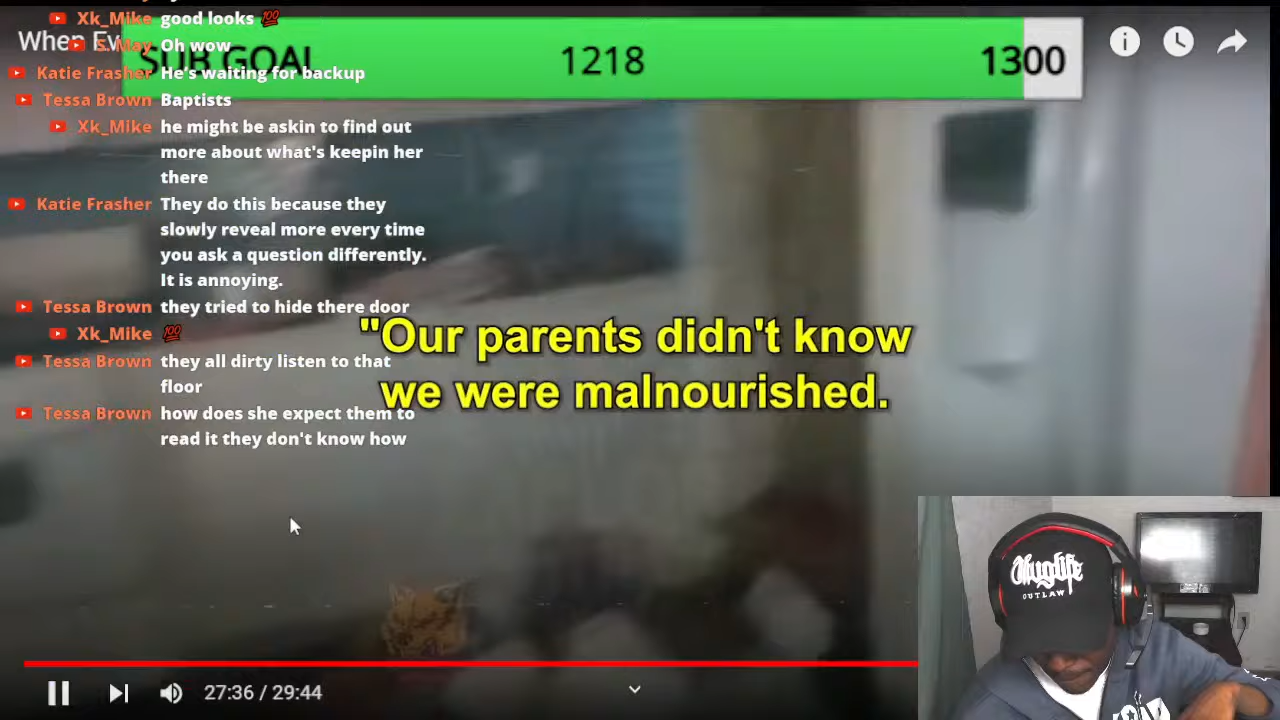 Xk_Mike good looks 💯
When Ev
S. May Oh wow
SUB GOAL 1218 1300
Katie Frasher He's waiting for backup
Tessa Brown Baptists
Xk_Mike he might be askin to find out
more about what's keepin her
there
Katie Frasher They do this because they
slowly reveal more every time
you ask a question differently.
It is annoying.
Tessa Brown they tried to hide there door
Xk_Mike 💯
Tessa Brown they all dirty listen to that
floor
Tessa Brown how does she expect them to
read it they don't know how
"Our parents didn't know
we were malnourished.
Thuglife
OUTLAW
27:36 / 29:44